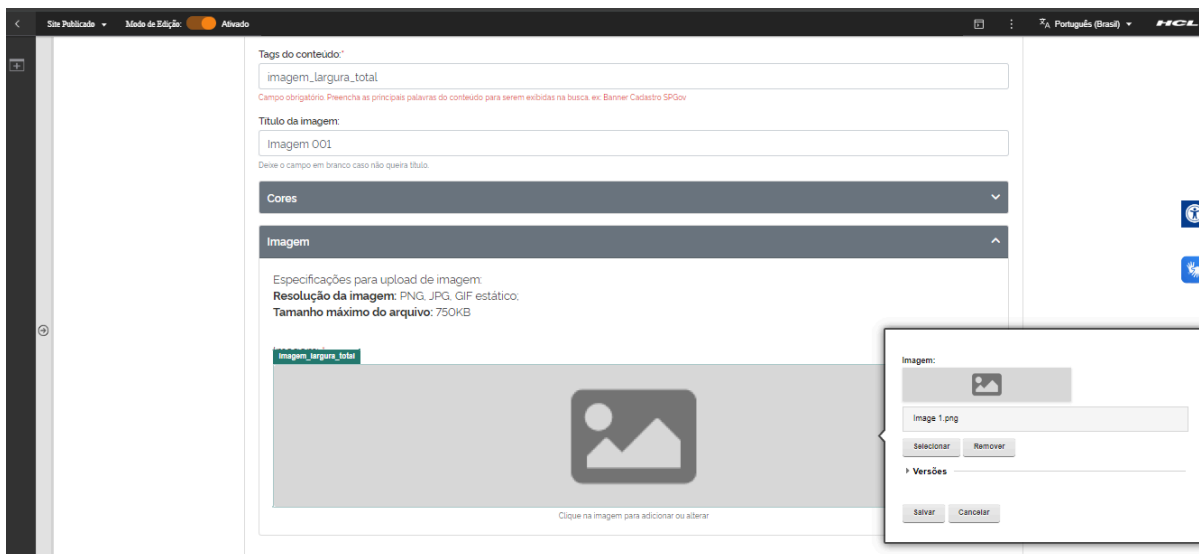 Site Publicado
Modo de Edição:
Ativado
Português (Brasil)
HCL
Tags do conteúdo:*
imagem_largura_total
Campo obrigatório. Preencha as principais palavras do conteúdo para serem exibidas na busca. ex: Banner Cadastro SPGov
Título da imagem:
Imagem 001
Deixe o campo em branco caso não queira título.
Cores
Imagem
Especificações para upload de imagem:
Resolução da imagem: PNG, JPG, GIF estático;
Tamanho máximo do arquivo: 750KB
imagem_largura_total
Clique na imagem para adicionar ou alterar
Imagem:
Image 1.png
Selecionar
Remover
Versões
Salvar
Cancelar